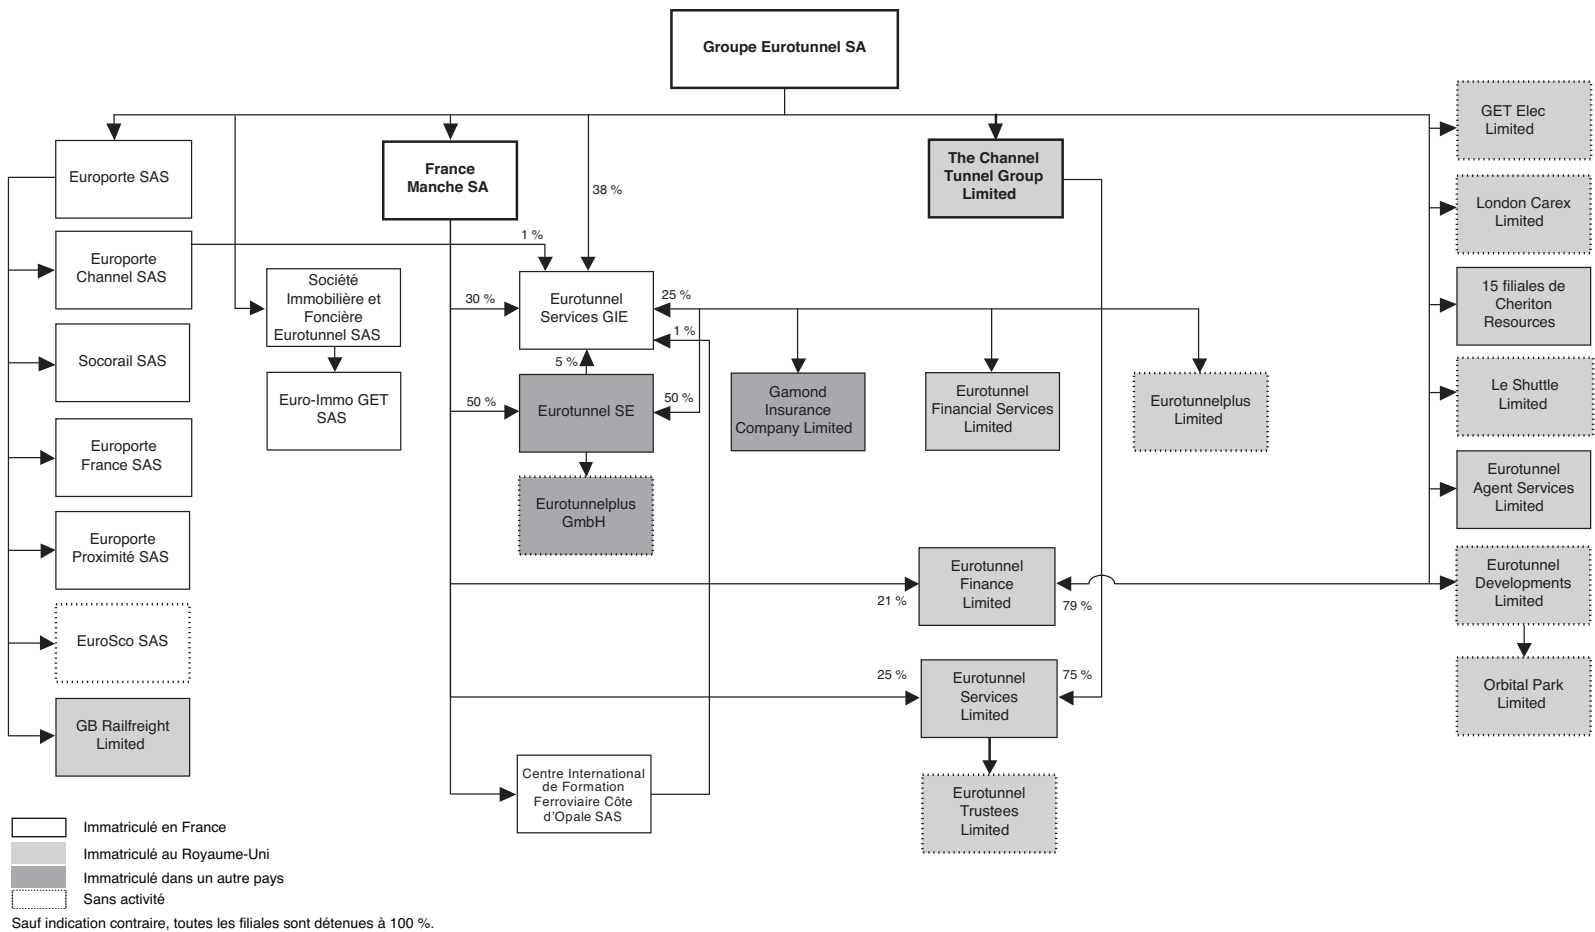 Groupe Eurotunnel SA
GET Elec
Limited
Europorte SAS
France
Manche SA
38 %
The Channel
Tunnel Group
Limited
London Carex
Limited
Europorte
Channel SAS
1 %
Société
Immobilière et
Foncière
Eurotunnel SAS
30 %
Eurotunnel
Services GIE
25 %
1 %
5 %
15 filiales de
Cheriton
Resources
Socorail SAS
Euro-Immo GET
SAS
50 %
Eurotunnel SE
50 %
Gamond
Insurance
Company Limited
Eurotunnel
Financial Services
Limited
Eurotunnelplus
Limited
Le Shuttle
Limited
Europorte
France SAS
Eurotunnelplus
GmbH
Eurotunnel
Agent Services
Limited
Europorte
Proximité SAS
Eurotunnel
Finance
Limited
21 %
79 %
Eurotunnel
Developments
Limited
EuroSco SAS
25 %
Eurotunnel
Services
Limited
75 %
Orbital Park
Limited
GB Railfreight
Limited
Centre International
de Formation
Ferroviaire Côte
d'Opale SAS
Eurotunnel
Trustees
Limited
Immatriculé en France
Immatriculé au Royaume-Uni
Immatriculé dans un autre pays
Sans activité
Sauf indication contraire, toutes les filiales sont détenues à 100 %.